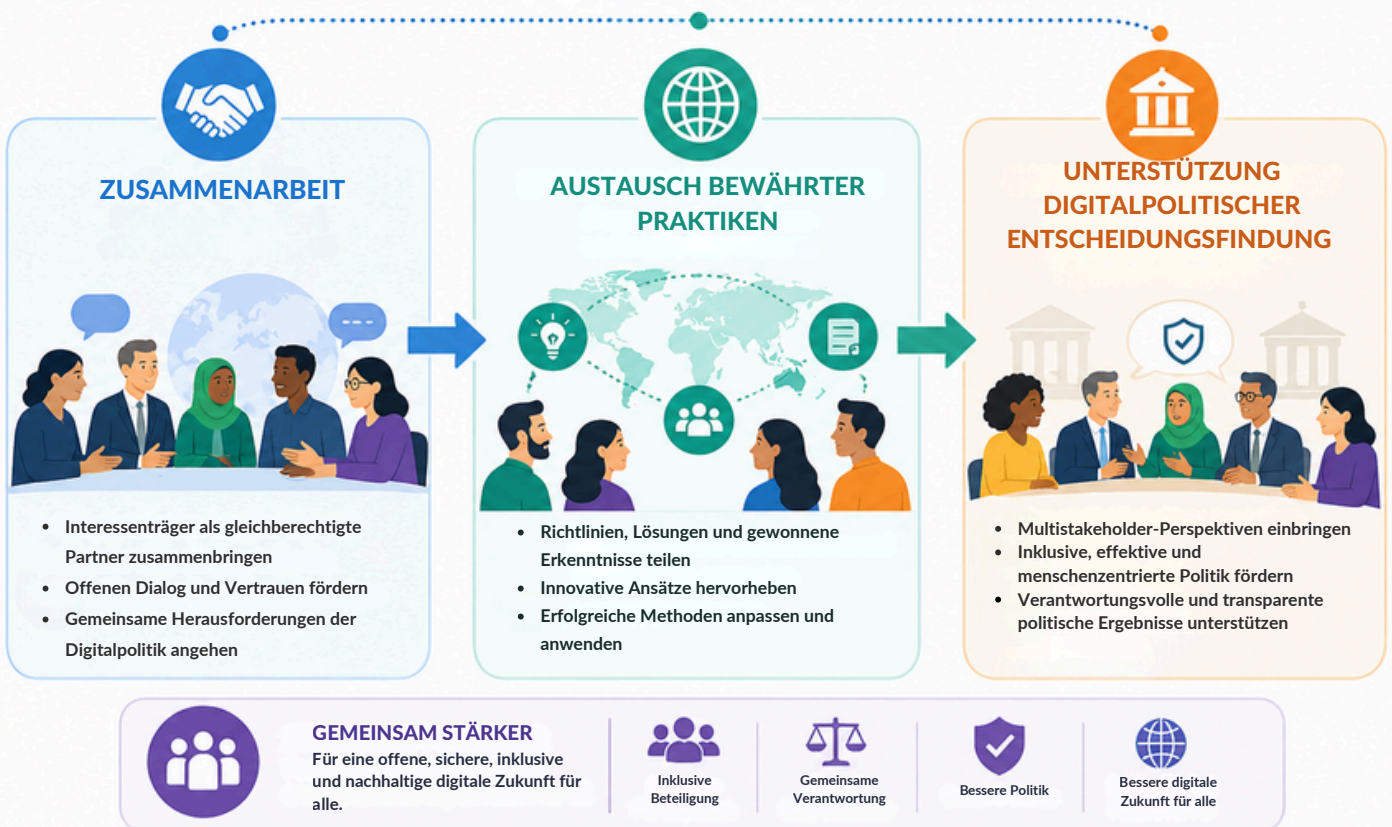 ZUSAMMENARBEIT
Interessenträger als gleichberechtigte
Partner zusammenbringen
Offenen Dialog und Vertrauen fördern
Gemeinsame Herausforderungen der
Digitalpolitik angehen
AUSTAUSCH BEWÄHRTER
PRAKTIKEN
Richtlinien, Lösungen und gewonnene
Erkenntnisse teilen
Innovative Ansätze hervorheben
Erfolgreiche Methoden anpassen und
anwenden
UNTERSTÜTZUNG
DIGITALPOLITISCHER
ENTSCHEIDUNGSFINDUNG
Multistakeholder-Perspektiven einbringen
Inklusive, effektive und
menschenzentrierte Politik fördern
Verantwortungsvolle und transparente
politische Ergebnisse unterstützen
GEMEINSAM STÄRKER
Für eine offene, sichere, inklusive
und nachhaltige digitale Zukunft für
alle.
Inklusive
Beteiligung
Gemeinsame
Verantwortung
Bessere Politik
Bessere digitale
Zukunft für alle